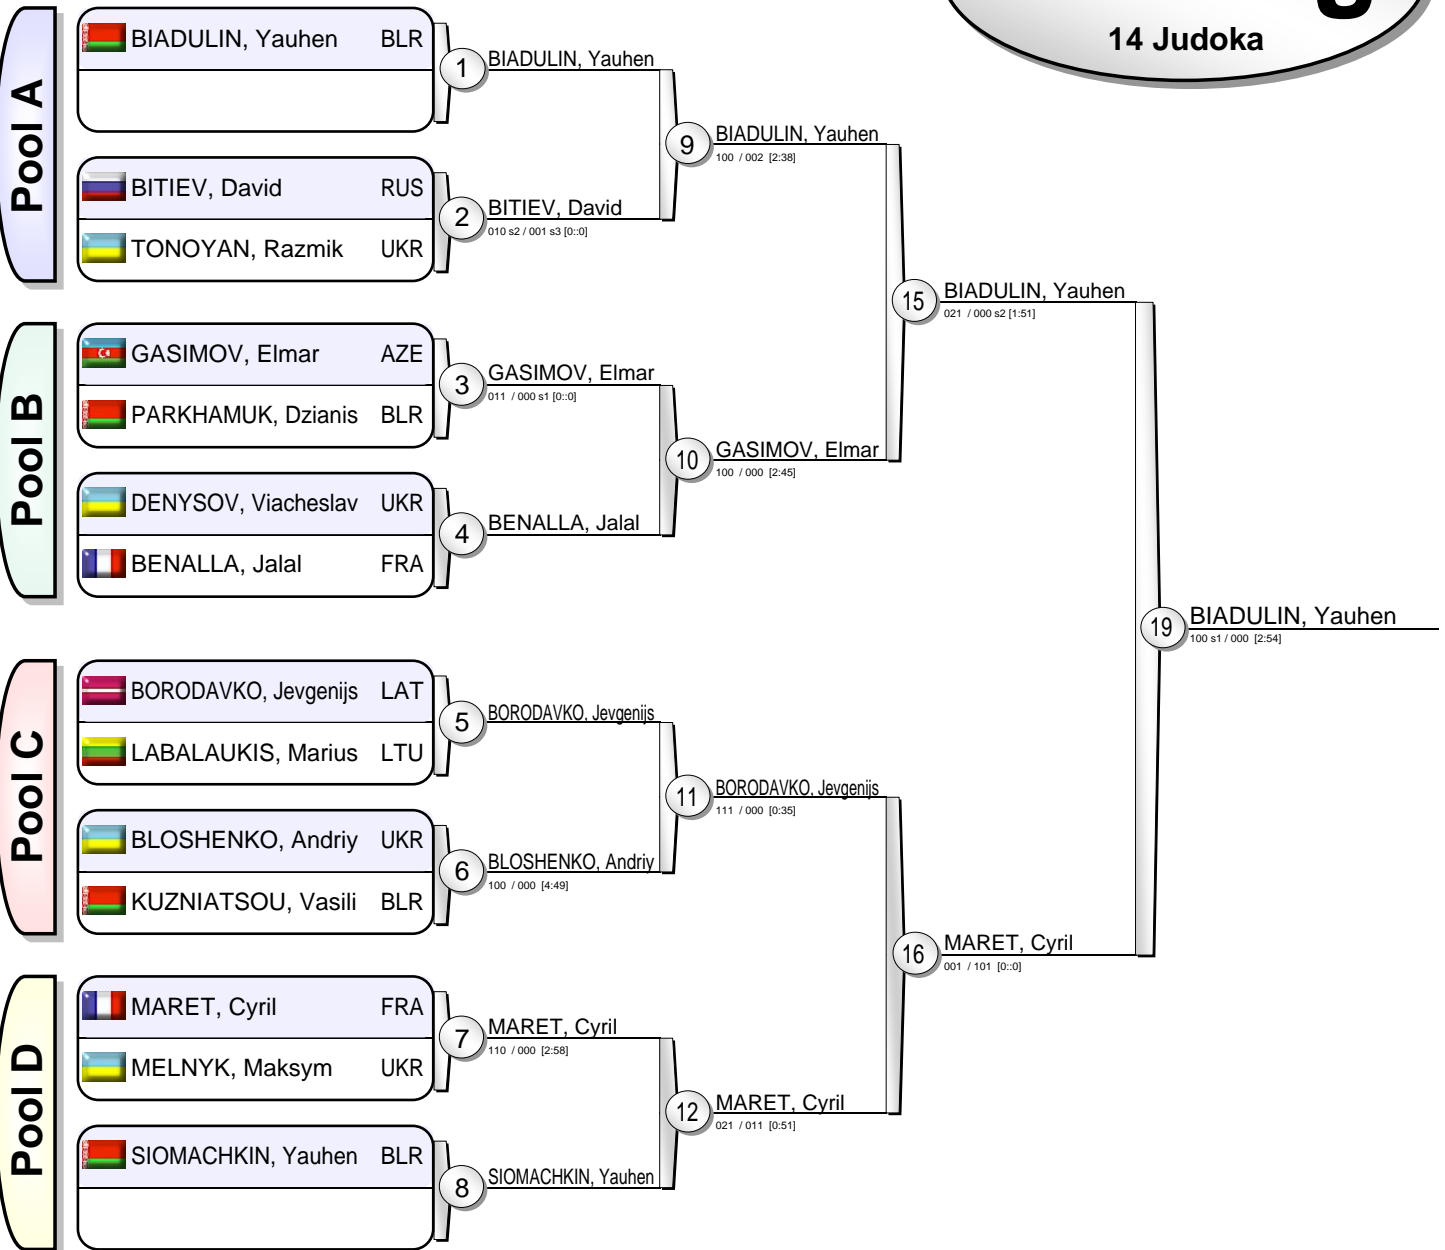 14 Judoka
Pool A
BIADULIN, Yauhen BLR
1
BIADULIN, Yauhen
BITIEV, David RUS
TONOYAN, Razmik UKR
2
BITIEV, David
010 s2 / 001 s3 [0::0]
9
BIADULIN, Yauhen
100 / 002 [2:38]
Pool B
GASIMOV, Elmar AZE
PARKHAMUK, Dzianis BLR
3
GASIMOV, Elmar
011 / 000 s1 [0::0]
DENYSOV, Viacheslav UKR
BENALLA, Jalal FRA
4
BENALLA, Jalal
10
GASIMOV, Elmar
100 / 000 [2:45]
15
BIADULIN, Yauhen
021 / 000 s2 [1:51]
Pool C
BORODAVKO, Jevgenijs LAT
LABALAUKIS, Marius LTU
5
BORODAVKO, Jevgenijs
BLOSHENKO, Andriy UKR
KUZNIATSOU, Vasili BLR
6
BLOSHENKO, Andriy
100 / 000 [4:49]
11
BORODAVKO, Jevgenijs
111 / 000 [0:35]
Pool D
MARET, Cyril FRA
MELNYK, Maksym UKR
7
MARET, Cyril
110 / 000 [2:58]
SIOMACHKIN, Yauhen BLR
8
SIOMACHKIN, Yauhen
12
MARET, Cyril
021 / 011 [0:51]
16
MARET, Cyril
001 / 101 [0::0]
19
BIADULIN, Yauhen
100 s1 / 000 [2:54]